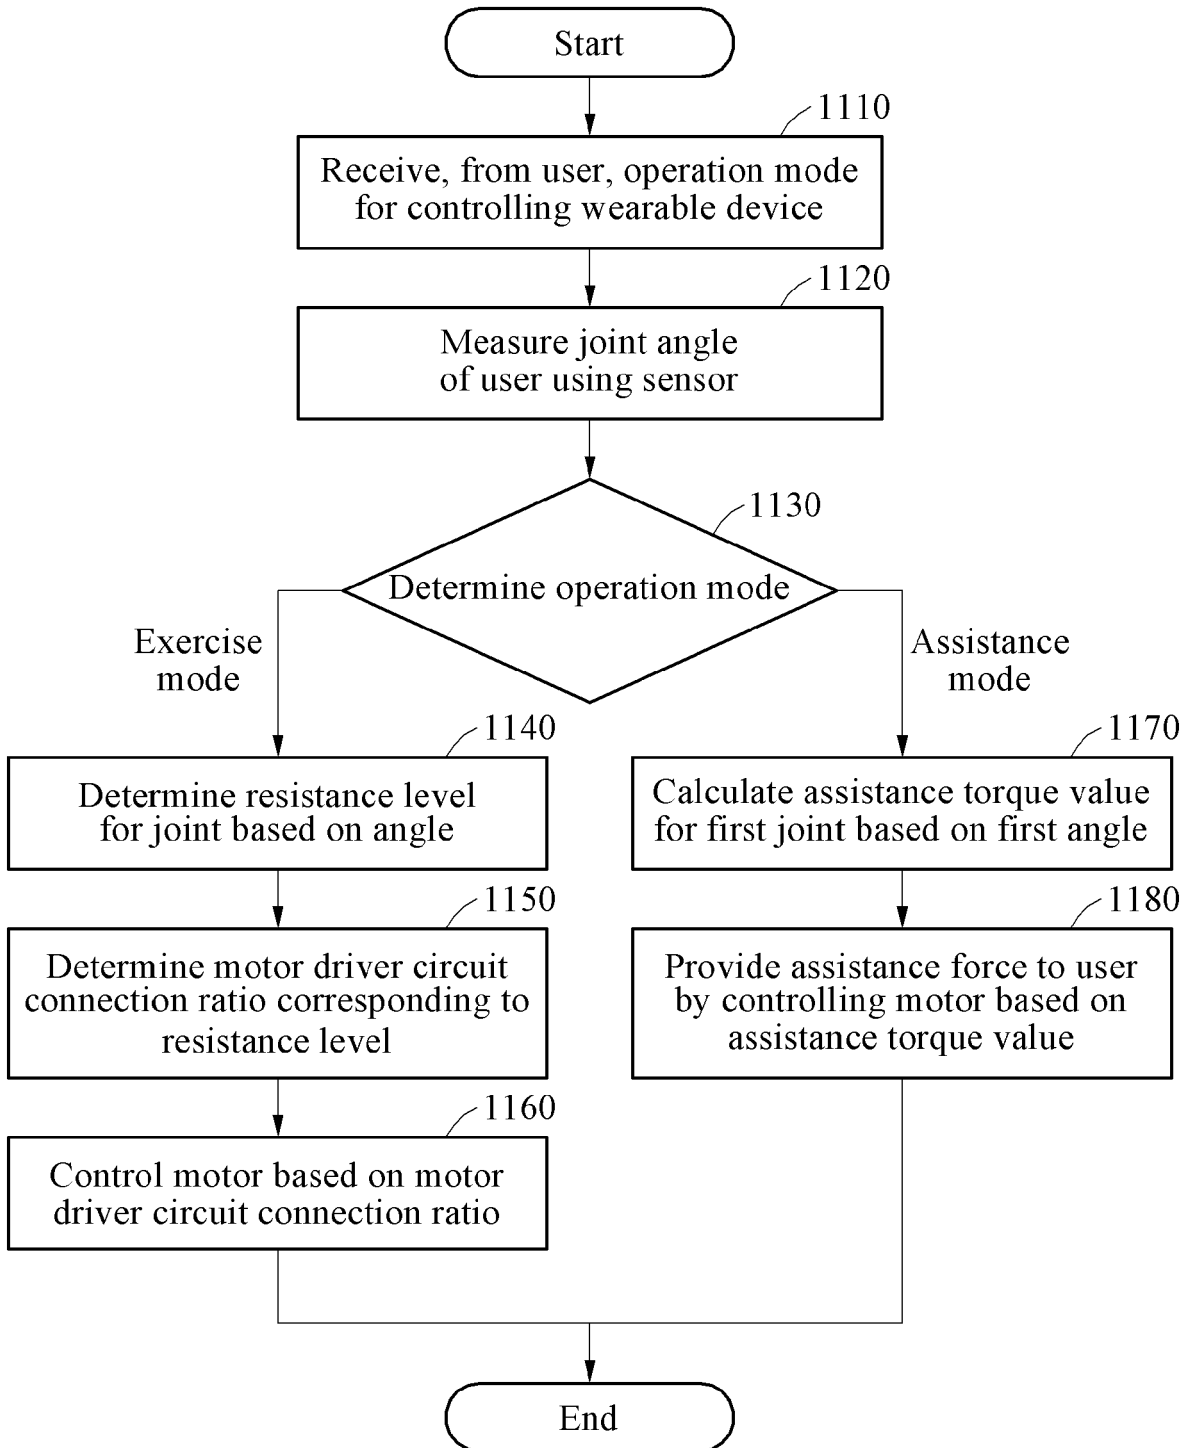 Start
1110
Receive, from user, operation mode
for controlling wearable device
1120
Measure joint angle
of user using sensor
1130
Determine operation mode
Exercise
mode
Assistance
mode
1140
Determine resistance level
for joint based on angle
1170
Calculate assistance torque value
for first joint based on first angle
1150
Determine motor driver circuit
connection ratio corresponding to
resistance level
1180
Provide assistance force to user
by controlling motor based on
assistance torque value
1160
Control motor based on motor
driver circuit connection ratio
End